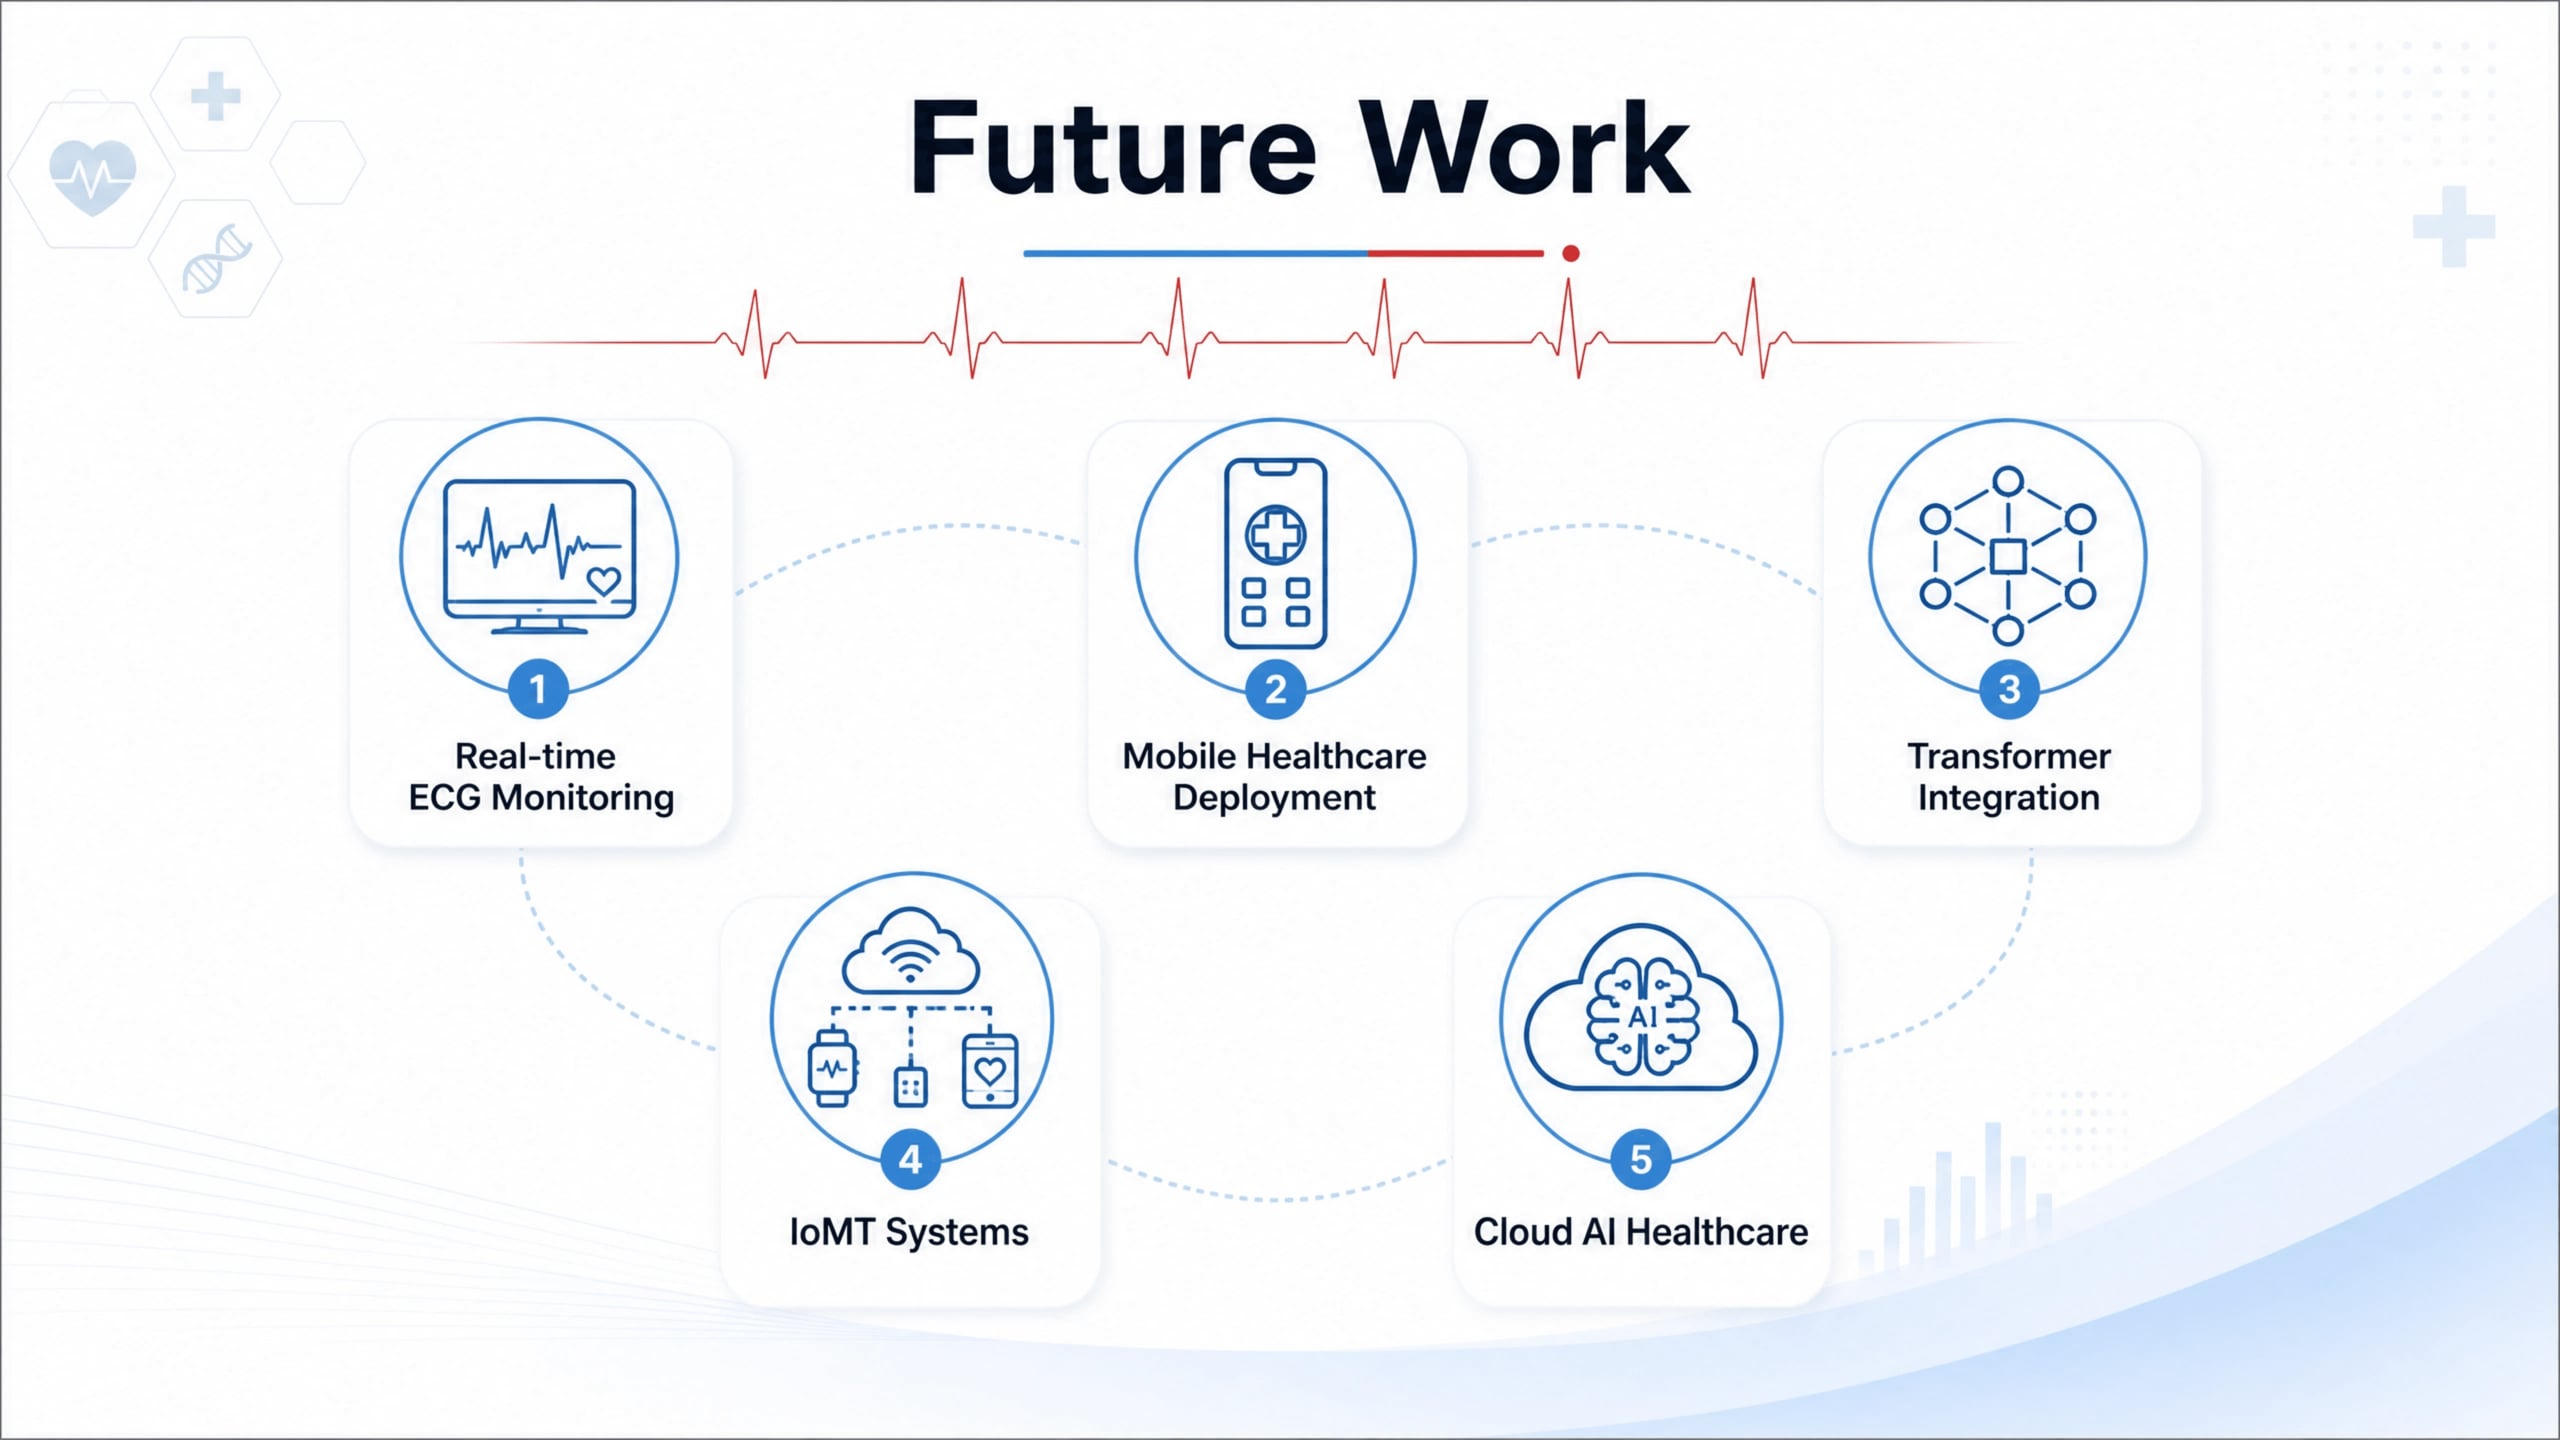 Future Work
1
Real-time
ECG Monitoring
2
Mobile Healthcare
Deployment
3
Transformer
Integration
4
IoMT Systems
AI
5
Cloud AI Healthcare